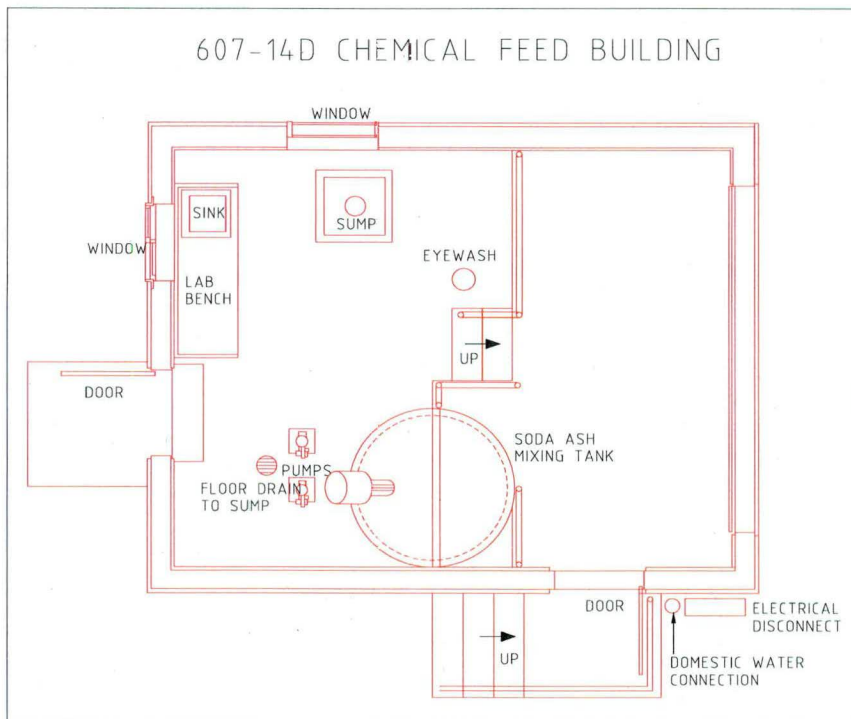 607-14D CHEMICAL FEED BUILDING
WINDOW
SINK
SUMP
WINDOW
EYEWASH
LAB
BENCH
UP
DOOR
SODA ASH
MIXING TANK
PUMPS
FLOOR DRAIN
TO SUMP
DOOR
ELECTRICAL
DISCONNECT
UP
DOMESTIC WATER
CONNECTION